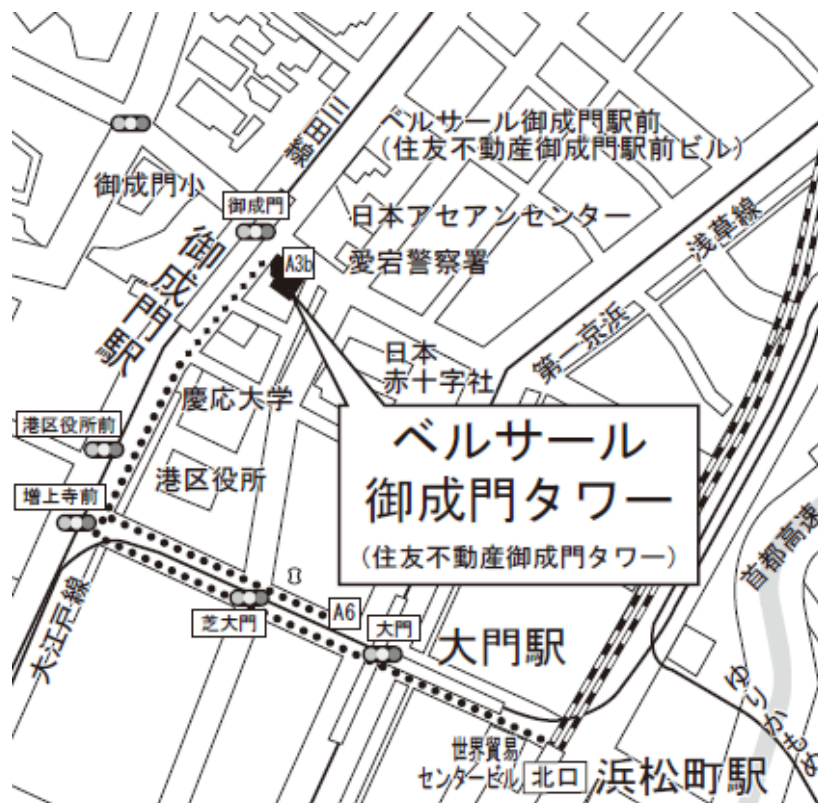 三田線
ベルサール御成門駅前
（住友不動産御成門駅前ビル）
御成門小
御成門
日本アセアンセンター
浅草線
御成門駅
A3b
愛宕警察署
第一京浜
日本
赤十字社
慶応大学
港区役所前
ベルサール
御成門タワー
（住友不動産御成門タワー）
港区役所
増上寺前
首都高速
大江戸線
芝大門
A6
大門
大門駅
ゆりかもめ
世界貿易
センタービル
北口
浜松町駅